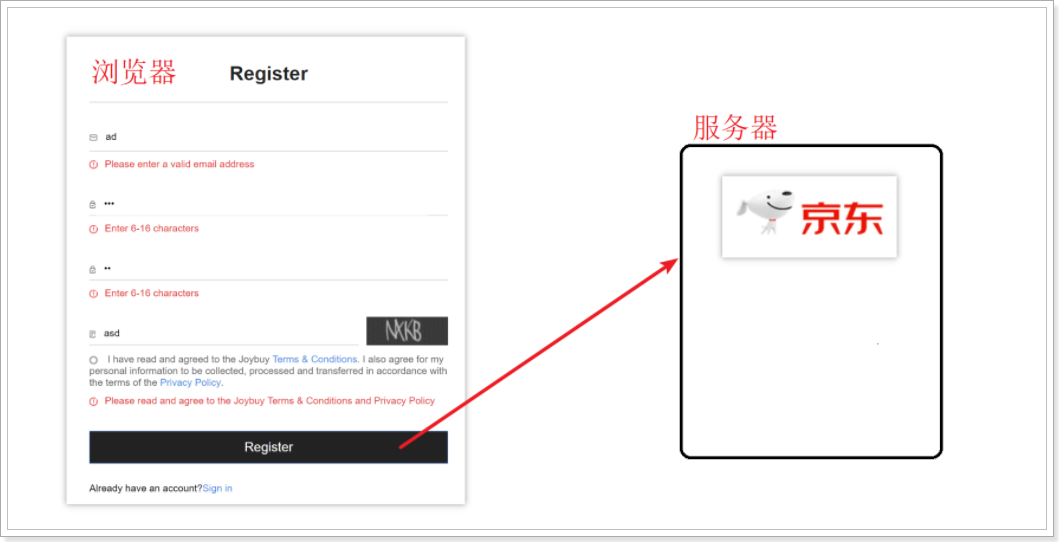 浏览器
Register
ad
Please enter a valid email address
•••
Enter 6-16 characters
••
Enter 6-16 characters
asd
NXKB
I have read and agreed to the Joybuy Terms & Conditions. I also agree for my
personal information to be collected, processed and transferred in accordance with
the terms of the Privacy Policy.
Please read and agree to the Joybuy Terms & Conditions and Privacy Policy
Register
Already have an account?Sign in
服务器
京东